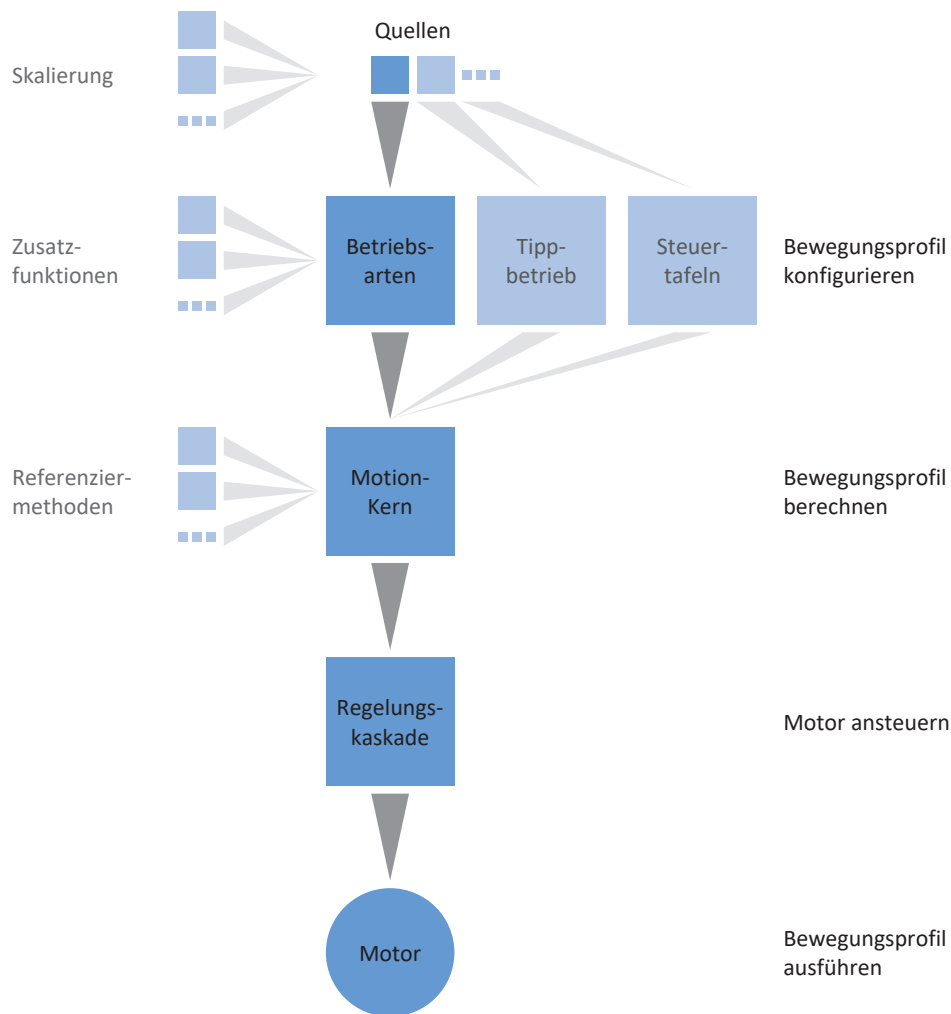 Quellen
Skalierung
Zusatz-
funktionen
Betriebs-
arten
Tipp-
betrieb
Steuer-
tafeln
Bewegungsprofil
konfigurieren
Referenzier-
methoden
Motion-
Kern
Bewegungsprofil
berechnen
Regelungs-
kaskade
Motor ansteuern
Motor
Bewegungsprofil
ausführen